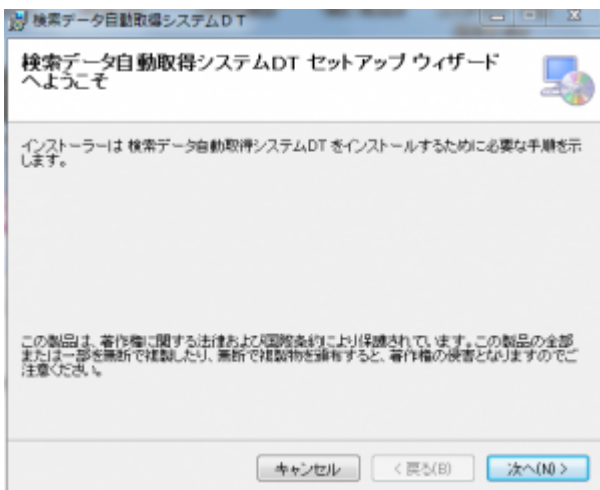 検索データ自動取得システムDT
検索データ自動取得システムDT セットアップ ウィザード
へようこそ
インストーラーは 検索データ自動取得システムDT をインストールするために必要な手順を示
します。
この製品は、著作権に関する法律および国際条約により保護されています。この製品の全部
または一部を無断で複製したり、無断で複製物を頒布すると、著作権の侵害となりますのでご
注意ください。
キャンセル
< 戻る(B)
次へ(N) >